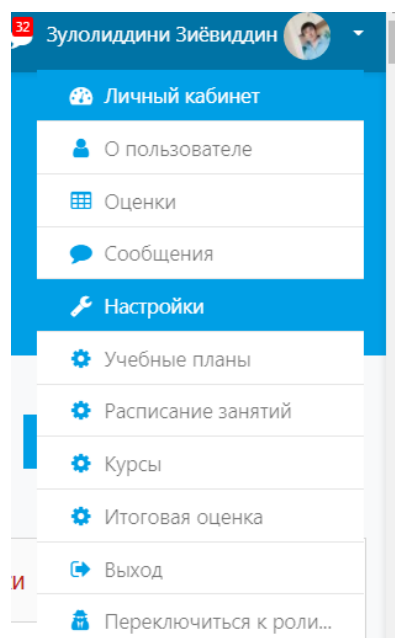 32
Зулолиддини Зиёвиддин
Личный кабинет
О пользователе
Оценки
Сообщения
Настройки
Учебные планы
Расписание занятий
Курсы
Итоговая оценка
Выход
Переключиться к роли...